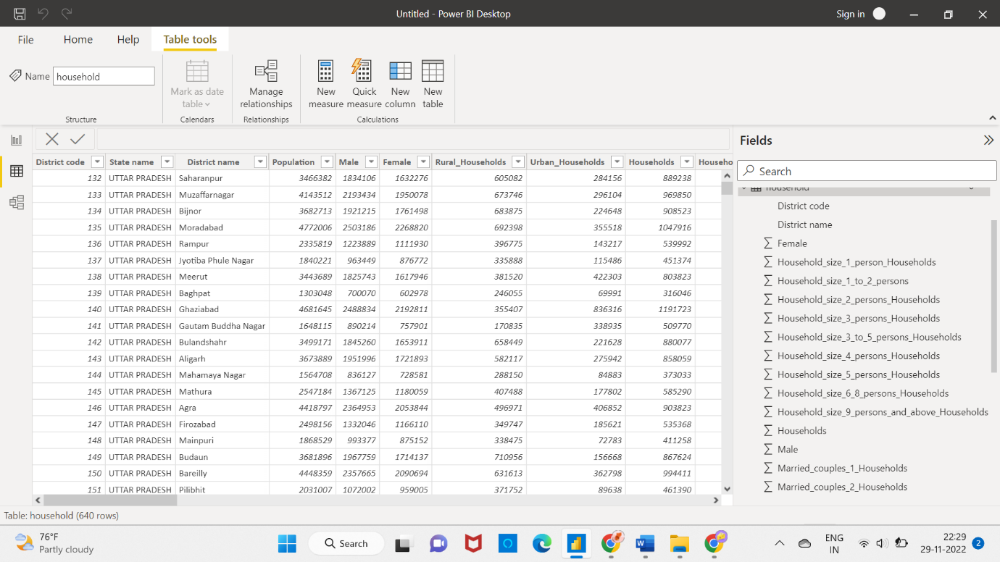 Untitled - Power BI Desktop
Sign in
File Home Help Table tools
Name household
Mark as date table
Manage relationships
New measure
Quick measure
New column
New table
Structure Calendars Relationships Calculations
District code State name District name Population Male Female Rural_Households Urban_Households Households Househo
132 UTTAR PRADESH Saharanpur 3466382 1834106 1632276 605082 284156 889238
133 UTTAR PRADESH Muzaffarnagar 4143512 2193434 1950078 673746 296104 969850
134 UTTAR PRADESH Bijnor 3682713 1921215 1761498 683875 224648 908523
135 UTTAR PRADESH Moradabad 4772006 2503186 2268820 692398 355518 1047916
136 UTTAR PRADESH Rampur 2335819 1223889 1111930 396775 143217 539992
137 UTTAR PRADESH Jyotiba Phule Nagar 1840221 963449 876772 335888 115486 451374
138 UTTAR PRADESH Meerut 3443689 1825743 1617946 381520 422303 803823
139 UTTAR PRADESH Baghpat 1303048 700070 602978 246055 69991 316046
140 UTTAR PRADESH Ghaziabad 4681645 2488834 2192811 355407 836316 1191723
141 UTTAR PRADESH Gautam Buddha Nagar 1648115 890214 757901 170835 338935 509770
142 UTTAR PRADESH Bulandshahr 3499171 1845260 1653911 658449 221628 880077
143 UTTAR PRADESH Aligarh 3673889 1951996 1721893 582117 275942 858059
144 UTTAR PRADESH Mahamaya Nagar 1564708 836127 728581 288150 84883 373033
145 UTTAR PRADESH Mathura 2547184 1367125 1180059 407488 177802 585290
146 UTTAR PRADESH Agra 4418797 2364953 2053844 496971 406852 903823
147 UTTAR PRADESH Firozabad 2498156 1332046 1166110 349747 185621 535368
148 UTTAR PRADESH Mainpuri 1868529 993377 875152 338475 72783 411258
149 UTTAR PRADESH Budaun 3681896 1967759 1714137 710956 156668 867624
150 UTTAR PRADESH Bareilly 4448359 2357665 2090694 631613 362798 994411
151 UTTAR PRADESH Pilibhit 2031007 1072002 959005 371752 89638 461390
Fields
Search
household
District code
District name
Female
Household_size_1_person_Households
Household_size_1_to_2_persons
Household_size_2_persons_Households
Household_size_3_persons_Households
Household_size_3_to_5_persons_Households
Household_size_4_persons_Households
Household_size_5_persons_Households
Household_size_6_8_persons_Households
Household_size_9_persons_and_above_Households
Households
Male
Married_couples_1_Households
Married_couples_2_Households
Table: household (640 rows)
76°F
Partly cloudy
Search
ENG
IN
22:29
29-11-2022
2